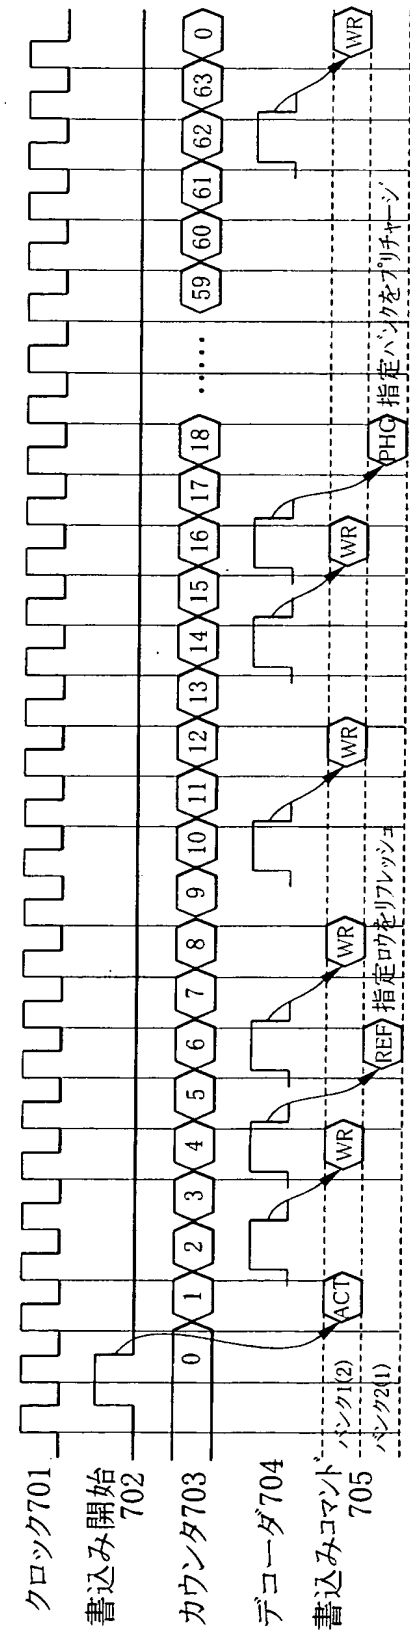 クロック701
書込み開始
702
カウンタ703
0 1 2 3 4 5 6 7 8 9 10 11 12 13 14 15 16 17 18 ····· 59 60 61 62 63 0
デコーダ704
書込みコマンド
705
バンク1(2)
ACT WR WR WR WR WR
バンク2(1)
REF 指定ロウをリフレッシュ PHG 指定バンクをプリチャージ